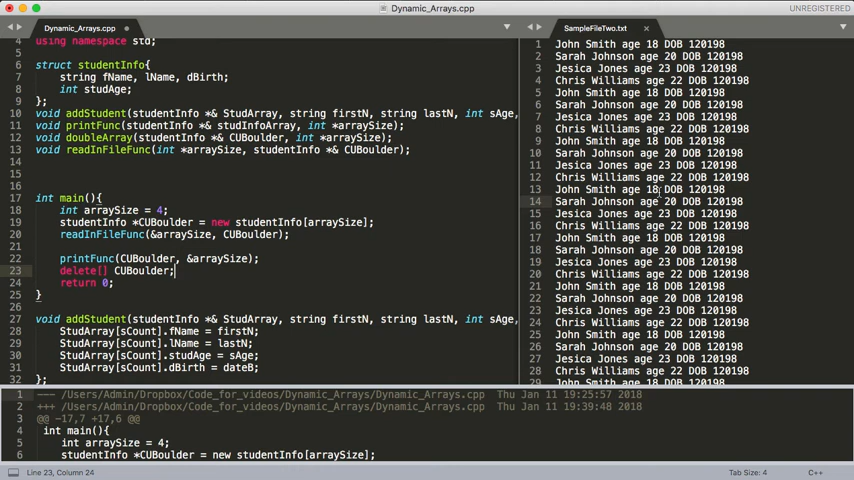 Dynamic_Arrays.cpp
UNREGISTERED
Dynamic_Arrays.cpp
SampleFileTwo.txt
4 using namespace std;
5
6 struct studentInfo{
7 string fName, lName, dBirth;
8 int studAge;
9 };
10 void addStudent(studentInfo *& StudArray, string firstN, string lastN, int sAge,
11 void printFunc(studentInfo *& studInfoArray, int *arraySize);
12 void doubleArray(studentInfo *& CUBoulder, int *arraySize);
13 void readInFileFunc(int *arraySize, studentInfo *& CUBoulder);
14
15
16
17 int main(){
18 int arraySize = 4;
19 studentInfo *CUBoulder = new studentInfo[arraySize];
20 readInFileFunc(&arraySize, CUBoulder);
21
22 printFunc(CUBoulder, &arraySize);
23 delete[] CUBoulder;
24 return 0;
25 }
26
27 void addStudent(studentInfo *& StudArray, string firstN, string lastN, int sAge,
28 StudArray[sCount].fName = firstN;
29 StudArray[sCount].lName = lastN;
30 StudArray[sCount].studAge = sAge;
31 StudArray[sCount].dBirth = dateB;
32 };
1 John Smith age 18 DOB 120198
2 Sarah Johnson age 20 DOB 120198
3 Jesica Jones age 23 DOB 120198
4 Chris Williams age 22 DOB 120198
5 John Smith age 18 DOB 120198
6 Sarah Johnson age 20 DOB 120198
7 Jesica Jones age 23 DOB 120198
8 Chris Williams age 22 DOB 120198
9 John Smith age 18 DOB 120198
10 Sarah Johnson age 20 DOB 120198
11 Jesica Jones age 23 DOB 120198
12 Chris Williams age 22 DOB 120198
13 John Smith age 18 DOB 120198
14 Sarah Johnson age 20 DOB 120198
15 Jesica Jones age 23 DOB 120198
16 Chris Williams age 22 DOB 120198
17 John Smith age 18 DOB 120198
18 Sarah Johnson age 20 DOB 120198
19 Jesica Jones age 23 DOB 120198
20 Chris Williams age 22 DOB 120198
21 John Smith age 18 DOB 120198
22 Sarah Johnson age 20 DOB 120198
23 Jesica Jones age 23 DOB 120198
24 Chris Williams age 22 DOB 120198
25 John Smith age 18 DOB 120198
26 Sarah Johnson age 20 DOB 120198
27 Jesica Jones age 23 DOB 120198
28 Chris Williams age 22 DOB 120198
29 John Smith age 18 DOB 120198
1 --- /Users/Admin/Dropbox/Code_for_videos/Dynamic_Arrays/Dynamic_Arrays.cpp Thu Jan 11 19:25:57 2018
2 +++ /Users/Admin/Dropbox/Code_for_videos/Dynamic_Arrays/Dynamic_Arrays.cpp Thu Jan 11 19:39:48 2018
3 @@ -17,7 +17,6 @@
4 int main(){
5 int arraySize = 4;
6 studentInfo *CUBoulder = new studentInfo[arraySize];
Line 23, Column 24
Tab Size: 4
C++